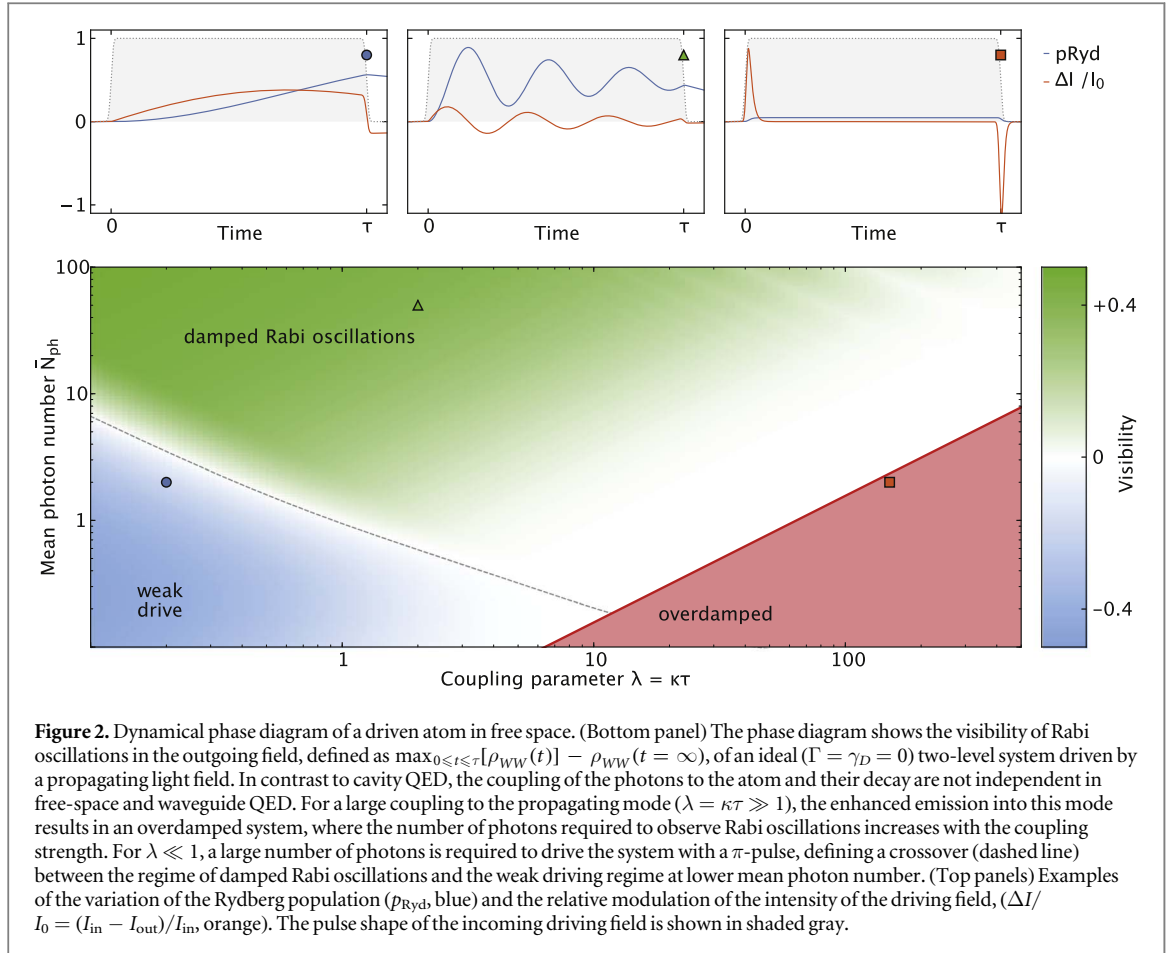 1
0
−1
0 Time τ
0 Time τ
0 Time τ
pRyd
ΔI /I₀
100
10
1
Mean photon number N̄ph
damped Rabi oscillations
weak
drive
overdamped
1 10 100
Coupling parameter λ = κτ
+0.4
0
−0.4
Visibility
Figure 2. Dynamical phase diagram of a driven atom in free space. (Bottom panel) The phase diagram shows the visibility of Rabi
oscillations in the outgoing field, defined as max₀⩽t⩽τ[ρWW(t)] − ρWW(t = ∞), of an ideal (Γ = γD = 0) two-level system driven by
a propagating light field. In contrast to cavity QED, the coupling of the photons to the atom and their decay are not independent in
free-space and waveguide QED. For a large coupling to the propagating mode (λ = κτ ≫ 1), the enhanced emission into this mode
results in an overdamped system, where the number of photons required to observe Rabi oscillations increases with the coupling
strength. For λ ≪ 1, a large number of photons is required to drive the system with a π-pulse, defining a crossover (dashed line)
between the regime of damped Rabi oscillations and the weak driving regime at lower mean photon number. (Top panels) Examples
of the variation of the Rydberg population (pRyd, blue) and the relative modulation of the intensity of the driving field, (ΔI/
I₀ = (Iin − Iout)/Iin, orange). The pulse shape of the incoming driving field is shown in shaded gray.